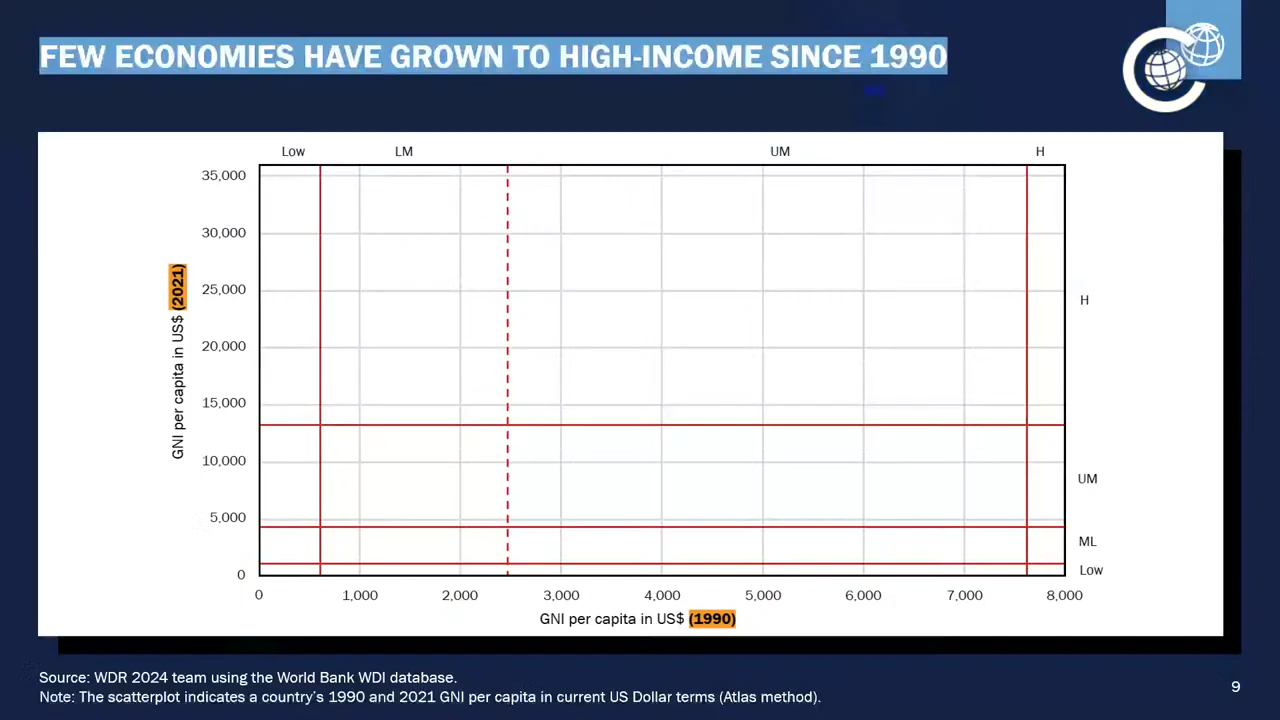 FEW ECONOMIES HAVE GROWN TO HIGH-INCOME SINCE 1990
Low LM UM H
35,000
30,000
25,000
20,000
15,000
10,000
5,000
0
GNI per capita in US$ (2021)
H
UM
ML
Low
0 1,000 2,000 3,000 4,000 5,000 6,000 7,000 8,000
GNI per capita in US$ (1990)
Source: WDR 2024 team using the World Bank WDI database.
Note: The scatterplot indicates a country’s 1990 and 2021 GNI per capita in current US Dollar terms (Atlas method).
9